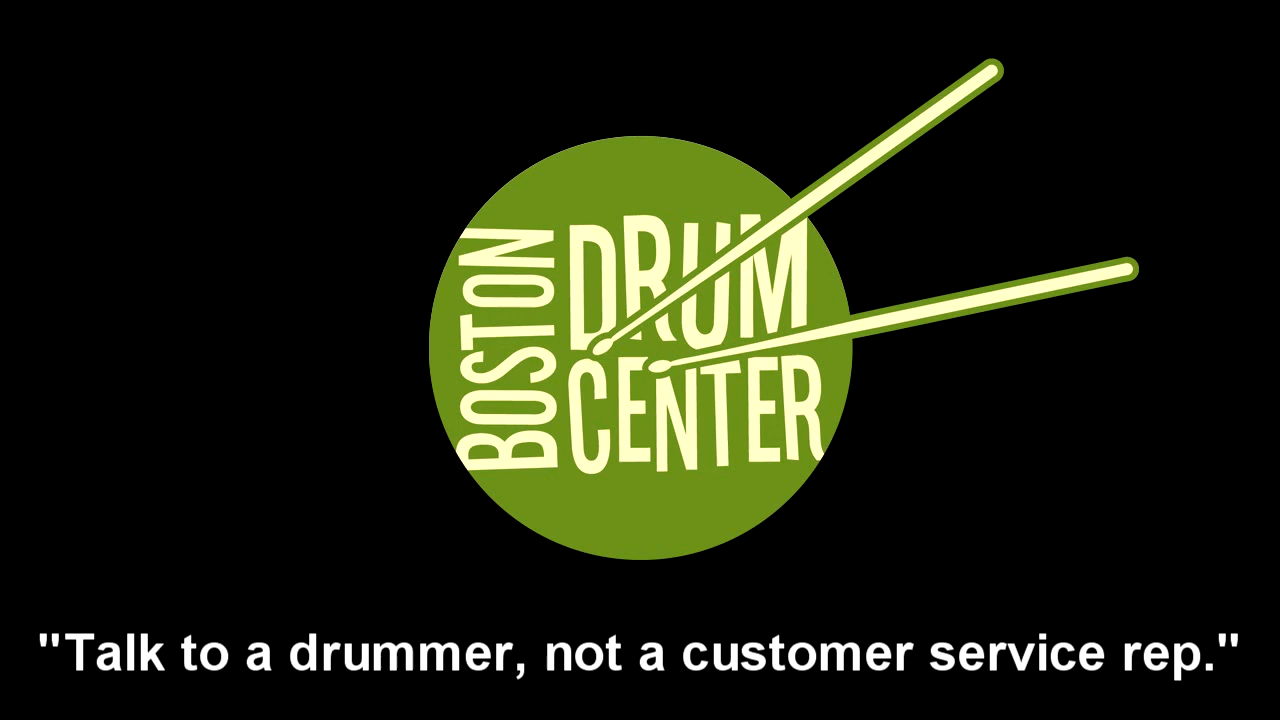 BOSTON
DRUM
CENTER
"Talk to a drummer, not a customer service rep."